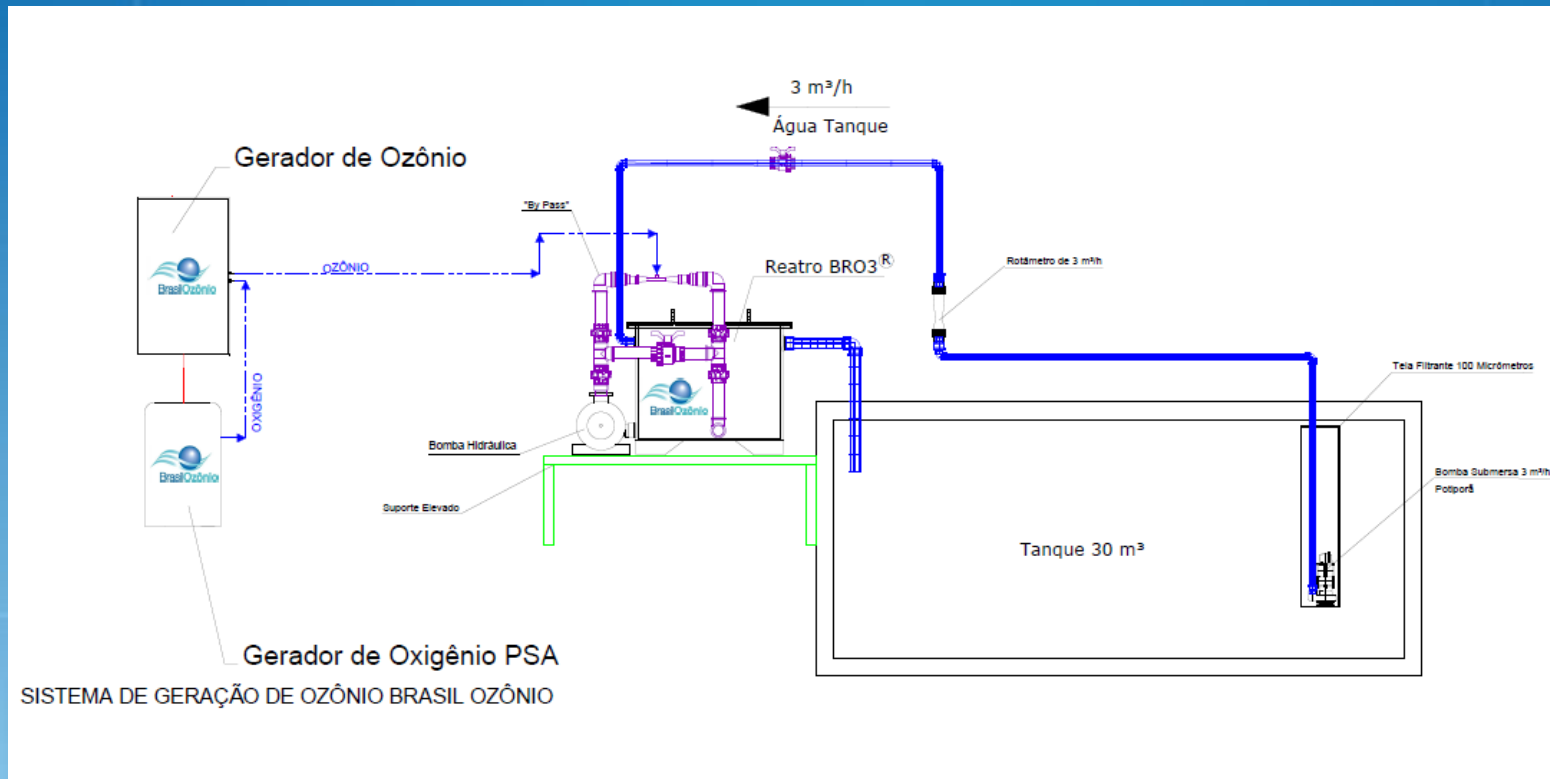 3 m³/h
Água Tanque
Gerador de Ozônio
"By Pass"
Reatro BRO3®
OZÔNIO
Rotâmetro de 3 m³/h
BrasilOzônio
OXIGÊNIO
Tela Filtrante 100 Micrômetros
BrasilOzônio
Bomba Hidráulica
BrasilOzônio
Bomba Submersa 3 m³/h
Potiporã
Suporte Elevado
Tanque 30 m³
Gerador de Oxigênio PSA
SISTEMA DE GERAÇÃO DE OZÔNIO BRASIL OZÔNIO